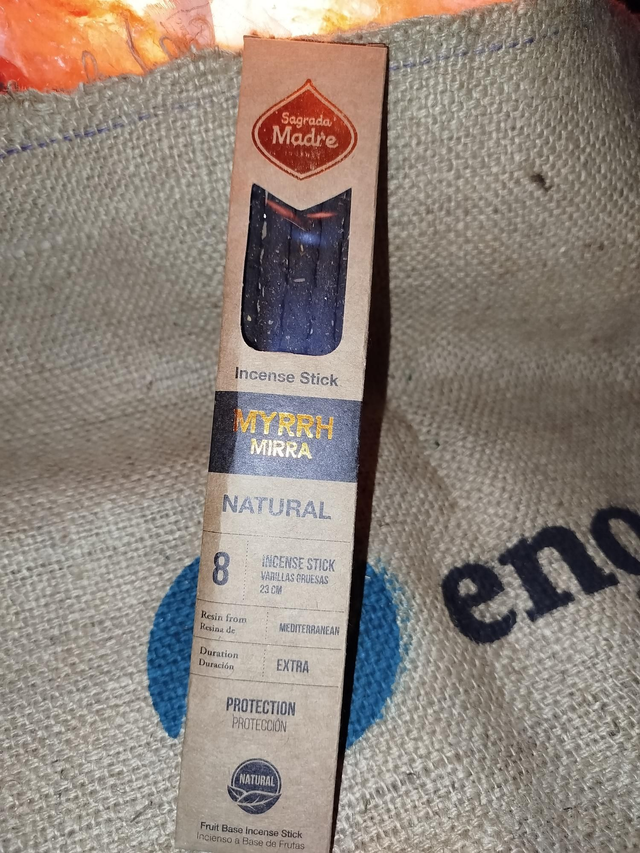 Sagrada
Madre
Incense Stick
MYRRH
MIRRA
NATURAL
8
INCENSE STICK
VARILLAS GRUESAS
23 CM
Resin from
Resina de
MEDITERRANEAN
Duration
Duración
EXTRA
PROTECTION
PROTECCIÓN
NATURAL
Fruit Base Incense Stick
Incienso a Base de Frutas
eno